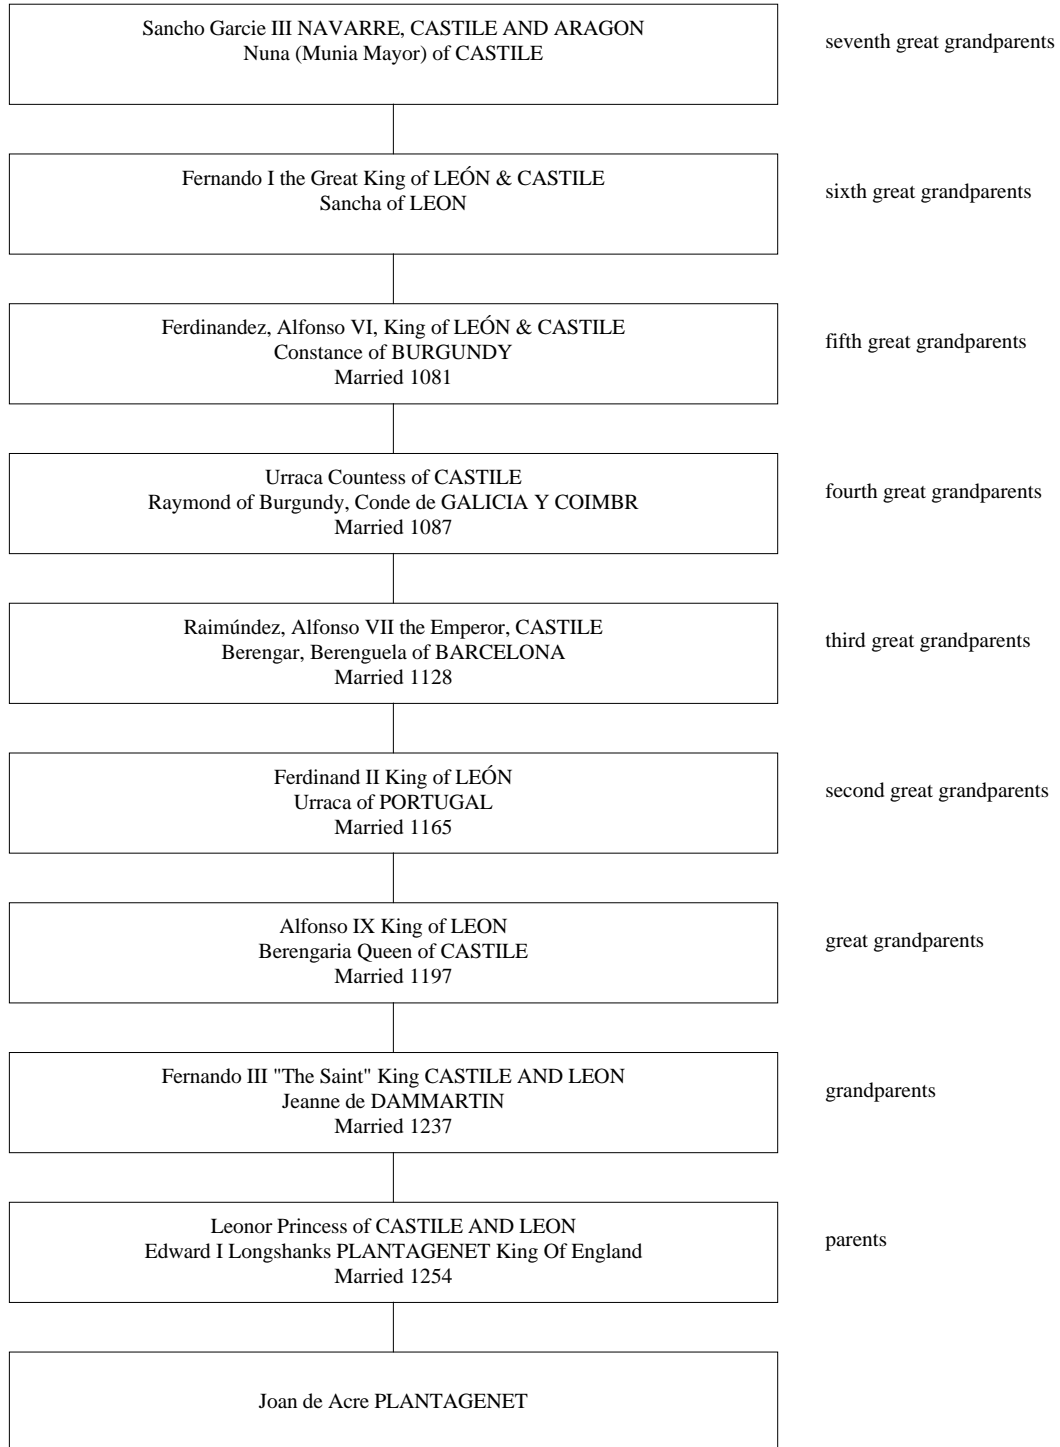 Sancho Garcie III NAVARRE, CASTILE AND ARAGON
Nuna (Munia Mayor) of CASTILE
seventh great grandparents
Fernando I the Great King of LEÓN & CASTILE
Sancha of LEON
sixth great grandparents
Ferdinandez, Alfonso VI, King of LEÓN & CASTILE
Constance of BURGUNDY
Married 1081
fifth great grandparents
Urraca Countess of CASTILE
Raymond of Burgundy, Conde de GALICIA Y COIMBR
Married 1087
fourth great grandparents
Raimúndez, Alfonso VII the Emperor, CASTILE
Berengar, Berenguela of BARCELONA
Married 1128
third great grandparents
Ferdinand II King of LEÓN
Urraca of PORTUGAL
Married 1165
second great grandparents
Alfonso IX King of LEON
Berengaria Queen of CASTILE
Married 1197
great grandparents
Fernando III "The Saint" King CASTILE AND LEON
Jeanne de DAMMARTIN
Married 1237
grandparents
Leonor Princess of CASTILE AND LEON
Edward I Longshanks PLANTAGENET King Of England
Married 1254
parents
Joan de Acre PLANTAGENET